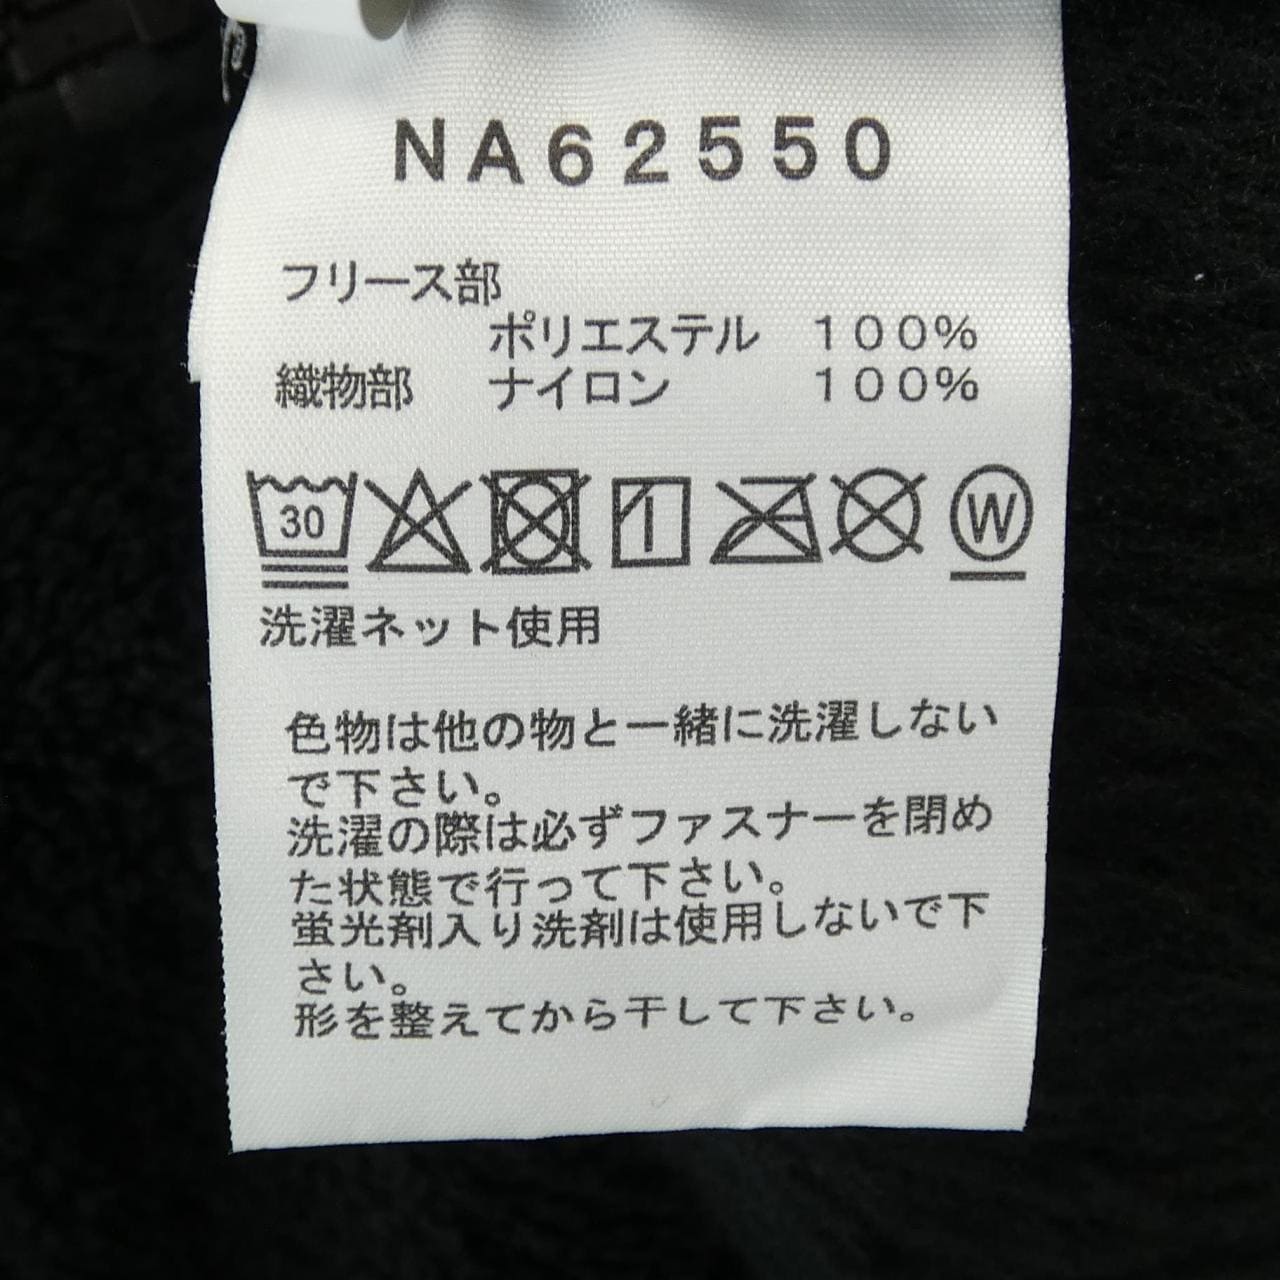 NA62550
フリース部
ポリエステル 100%
織物部 ナイロン 100%
30
W
洗濯ネット使用
色物は他の物と一緒に洗濯しない
で下さい。
洗濯の際は必ずファスナーを閉め
た状態で行って下さい。
蛍光剤入り洗剤は使用しないで下
さい。
形を整えてから干して下さい。